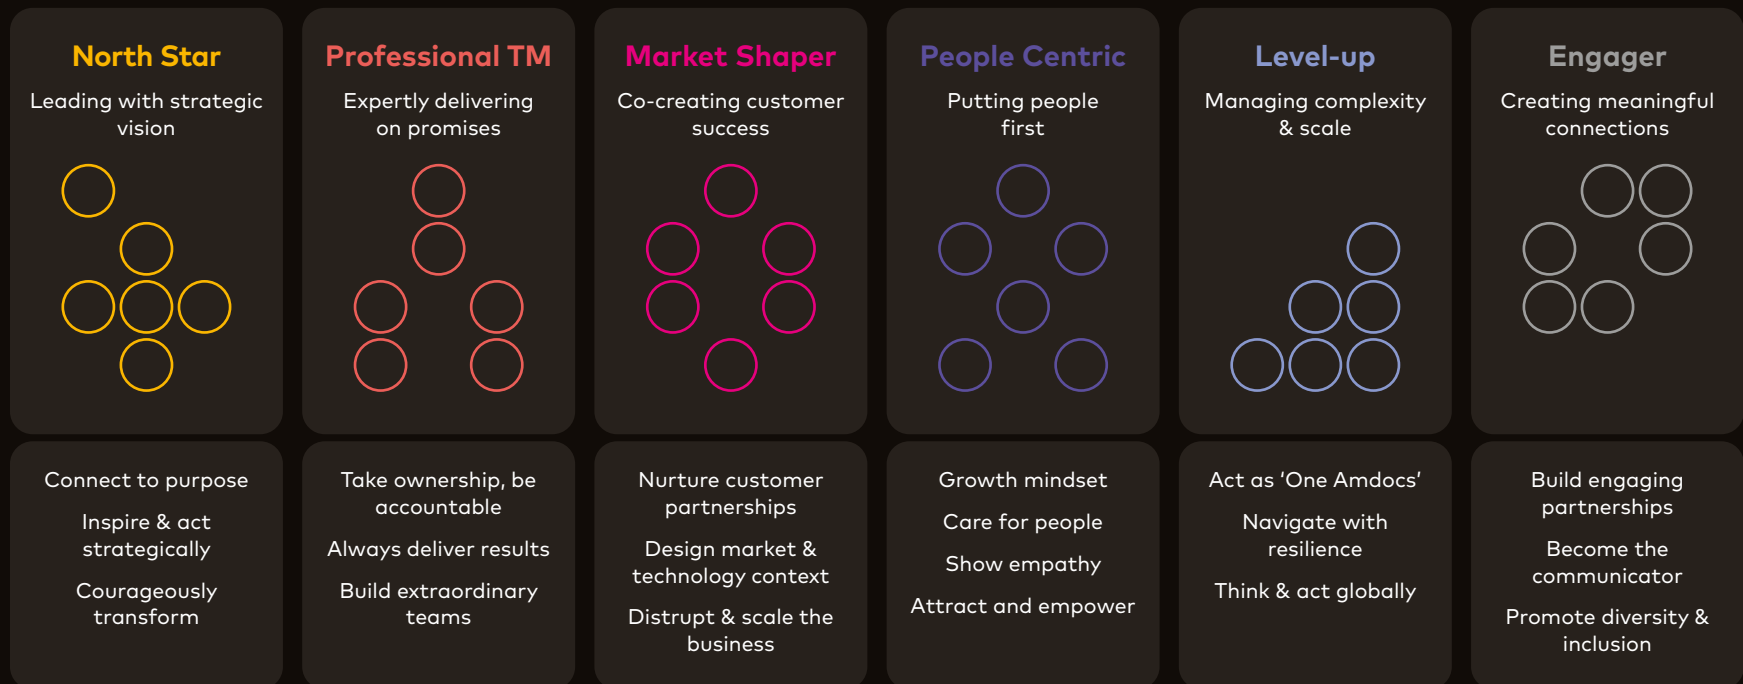 North Star
Leading with strategic
vision
Professional TM
Expertly delivering
on promises
Market Shaper
Co-creating customer
success
People Centric
Putting people
first
Level-up
Managing complexity
& scale
Engager
Creating meaningful
connections
Connect to purpose
Inspire & act
strategically
Courageously
transform
Take ownership, be
accountable
Always deliver results
Build extraordinary
teams
Nurture customer
partnerships
Design market &
technology context
Distrupt & scale the
business
Growth mindset
Care for people
Show empathy
Attract and empower
Act as ‘One Amdocs’
Navigate with
resilience
Think & act globally
Build engaging
partnerships
Become the
communicator
Promote diversity &
inclusion